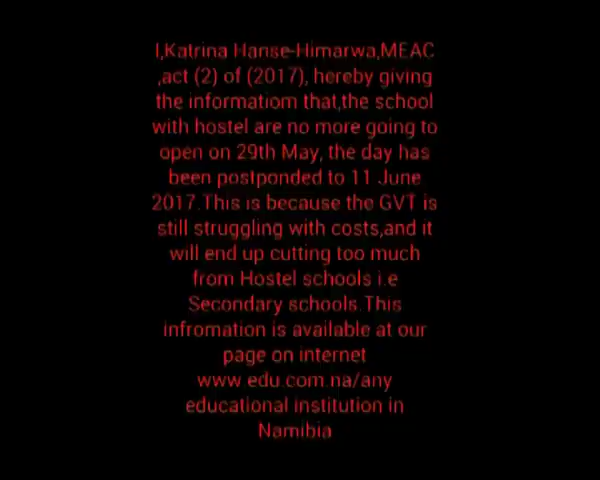 I,Katrina Hanse-Himarwa,MEAC
,act (2) of (2017), hereby giving
the informatiom that,the school
with hostel are no more going to
open on 29th May, the day has
been postponded to 11 June
2017.This is because the GVT is
still struggling with costs,and it
will end up cutting too much
from Hostel schools i.e
Secondary schools.This
infromation is available at our
page on internet
www.edu.com.na/any
educational institution in
Namibia